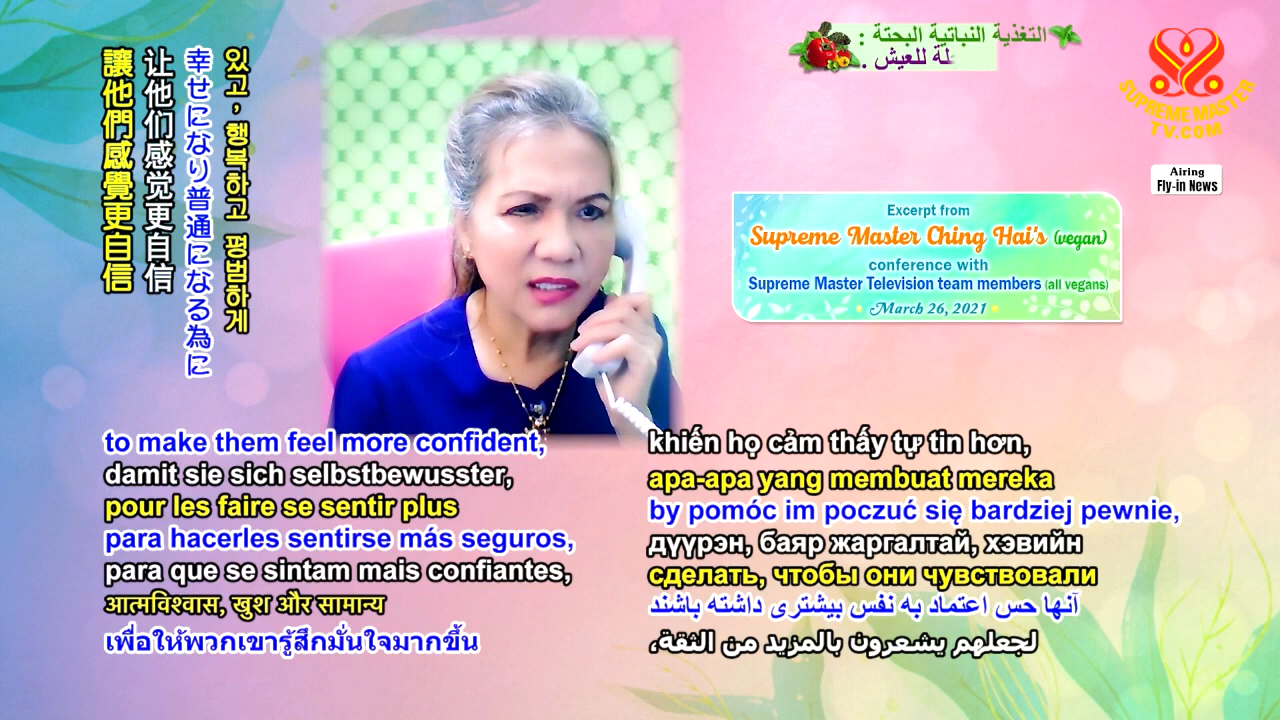 التغذية النباتية البحتة :
للعيش .
SUPREME MASTER
TV.COM
Airing
Fly-in News
Excerpt from
Supreme Master Ching Hai's (vegan)
conference with
Supreme Master Television team members (all vegans)
March 26, 2021
讓他們感覺更自信
让他们感觉更自信
幸せになり普通になる為に
있고, 행복하고 평범하게
to make them feel more confident,
damit sie sich selbstbewusster,
pour les faire se sentir plus
para hacerles sentirse más seguros,
para que se sintam mais confiantes,
आत्मविश्वास, खुश और सामान्य
เพื่อให้พวกเขารู้สึกมั่นใจมากขึ้น
khiến họ cảm thấy tự tin hơn,
apa-apa yang membuat mereka
by pomóc im poczuć się bardziej pewnie,
дүүрэн, баяр жаргалтай, хэвийн
сделать, чтобы они чувствовали
آنها حس اعتماد به نفس بیشتری داشته باشند
لجعلهم يشعرون بالمزيد من الثقة،